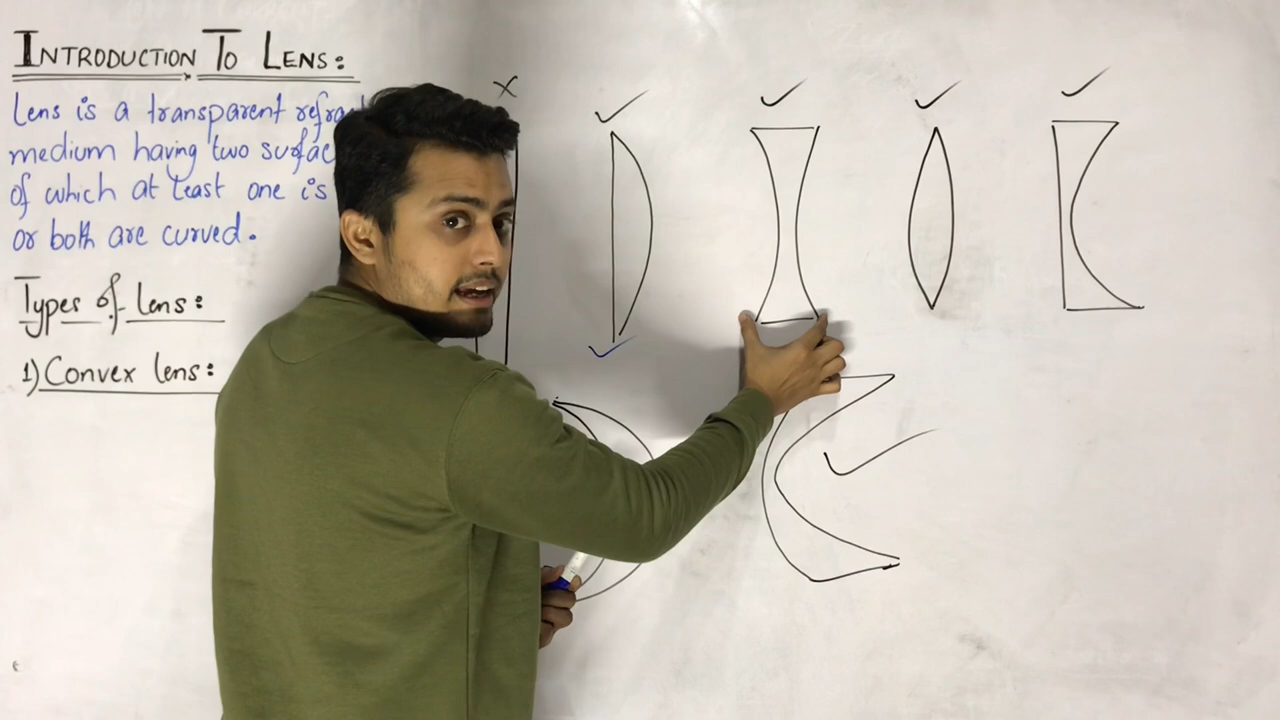 INTRODUCTION TO LENS:
Lens is a transparent
medium having two
of which at least one is
or both are curved.
Types of Lens:
1) Convex lens: